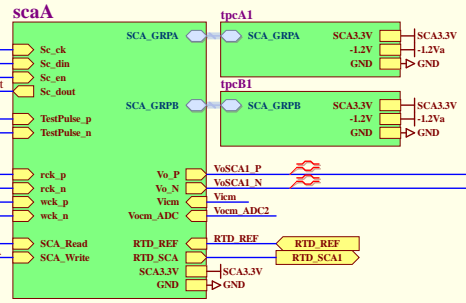 scaA
tpcA1
SCA_GRPA
SCA_GRPA
SCA3.3V
SCA3.3V
-1.2V
-1.2Va
GND
GND
Sc_ck
Sc_din
Sc_en
Sc_dout
tpcB1
SCA_GRPB
SCA_GRPB
SCA3.3V
SCA3.3V
-1.2V
-1.2Va
GND
GND
TestPulse_p
TestPulse_n
rck_p
rck_n
wck_p
wck_n
Vo_P
VoSCA1_P
Vo_N
VoSCA1_N
Vicm
Vicm
Vocm_ADC
Vocm_ADC2
SCA_Read
SCA_Write
RTD_REF
RTD_REF
RTD_REF
RTD_SCA
RTD_SCA1
SCA3.3V
SCA3.3V
GND
GND